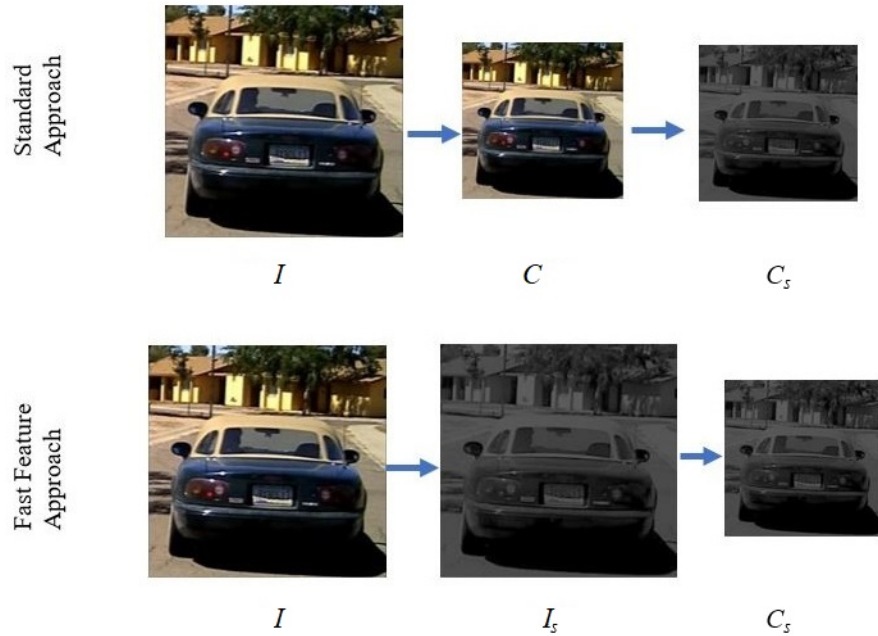 Standard
Approach
I
C
Cₛ
Fast Feature
Approach
I
Iₛ
Cₛ